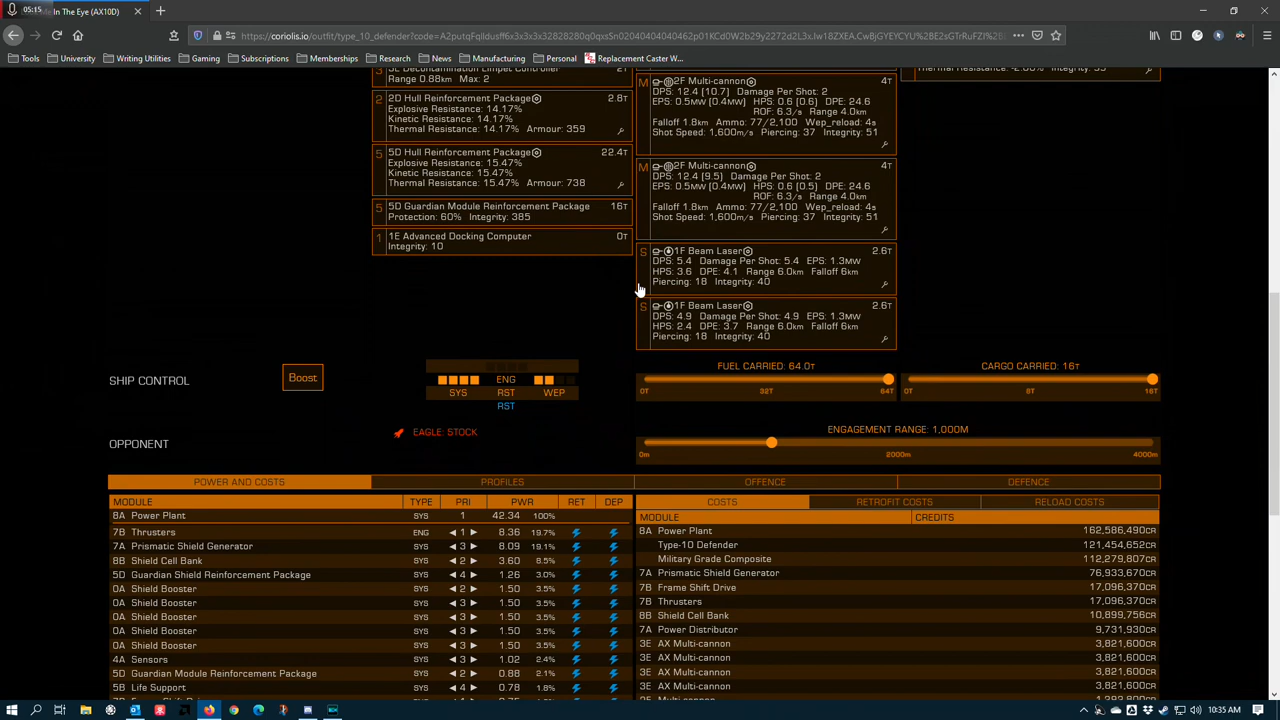 05:15
e In The Eye (AX10D)
https://coriolis.io/outfit/type_10_defender?code=
Tools
University
Writing Utilities
Gaming
Subscriptions
Memberships
Research
News
Manufacturing
Personal
Replacement Caster W...
Range 0.88km Max: 2
2
2D Hull Reinforcement Package
2.8T
Explosive Resistance: 14.17%
Kinetic Resistance: 14.17%
Thermal Resistance: 14.17% Armour: 359
5
5D Hull Reinforcement Package
22.4T
Explosive Resistance: 15.47%
Kinetic Resistance: 15.47%
Thermal Resistance: 15.47% Armour: 738
5
5D Guardian Module Reinforcement Package
16T
Protection: 60% Integrity: 385
1
1E Advanced Docking Computer
0T
Integrity: 10
M
2F Multi-cannon
4T
DPS: 12.4 [10.7] Damage Per Shot: 2
EPS: 0.5MW [0.4MW] HPS: 0.6 [0.6] DPE: 24.6
ROF: 6.3/s Range 4.0km
Falloff 1.8km Ammo: 77/2,100 Wep_reload: 4s
Shot Speed: 1,600m/s Piercing: 37 Integrity: 51
M
2F Multi-cannon
4T
DPS: 12.4 [9.5] Damage Per Shot: 2
EPS: 0.5MW [0.4MW] HPS: 0.6 [0.5] DPE: 24.6
ROF: 6.3/s Range 4.0km
Falloff 1.8km Ammo: 77/2,100 Wep_reload: 4s
Shot Speed: 1,600m/s Piercing: 37 Integrity: 51
S
1F Beam Laser
2.6T
DPS: 5.4 Damage Per Shot: 5.4 EPS: 1.3MW
HPS: 3.6 DPE: 4.1 Range 6.0km Falloff 6km
Piercing: 18 Integrity: 40
S
1F Beam Laser
2.6T
DPS: 4.9 Damage Per Shot: 4.9 EPS: 1.3MW
HPS: 2.4 DPE: 3.7 Range 6.0km Falloff 6km
Piercing: 18 Integrity: 40
SHIP CONTROL
Boost
ENG
SYS RST WEP
RST
FUEL CARRIED: 64.0T
0T 32T 64T
CARGO CARRIED: 16T
0T 8T 16T
OPPONENT
EAGLE: STOCK
ENGAGEMENT RANGE: 1,000M
0m 2000m 4000m
POWER AND COSTS PROFILES OFFENCE DEFENCE
MODULE TYPE PRI PWR RET DEP
8A Power Plant SYS 1 42.34 100%
7B Thrusters ENG 1 8.36 19.7%
7A Prismatic Shield Generator SYS 3 8.09 19.1%
8B Shield Cell Bank SYS 2 3.60 8.5%
5D Guardian Shield Reinforcement Package SYS 4 1.26 3.0%
0A Shield Booster SYS 2 1.50 3.5%
0A Shield Booster SYS 3 1.50 3.5%
0A Shield Booster SYS 3 1.50 3.5%
0A Shield Booster SYS 3 1.50 3.5%
0A Shield Booster SYS 3 1.50 3.5%
4A Sensors SYS 3 1.02 2.4%
5D Guardian Module Reinforcement Package SYS 2 0.88 2.1%
5B Life Support SYS 4 0.78 1.8%
COSTS RETROFIT COSTS RELOAD COSTS
MODULE CREDITS
8A Power Plant 162,586,490CR
Type-10 Defender 121,454,652CR
Military Grade Composite 112,279,807CR
7A Prismatic Shield Generator 76,933,670CR
7B Frame Shift Drive 17,096,370CR
7B Thrusters 17,096,370CR
8B Shield Cell Bank 10,899,756CR
7A Power Distributor 9,731,930CR
3E AX Multi-cannon 3,821,600CR
3E AX Multi-cannon 3,821,600CR
3E AX Multi-cannon 3,821,600CR
3E AX Multi-cannon 3,821,600CR
10:35 AM